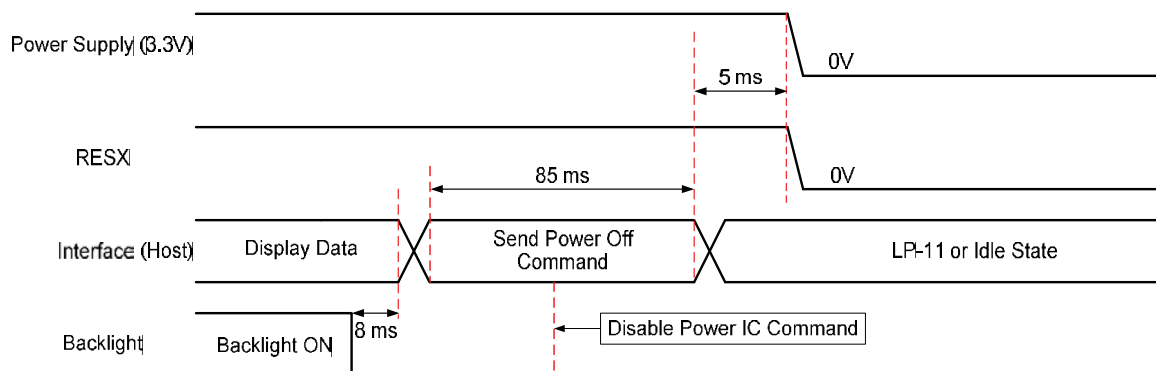 Power Supply (3.3V)
0V
5 ms
RESX
0V
85 ms
Interface (Host)
Display Data
Send Power Off
Command
LP-11 or Idle State
8 ms
Backlight
Backlight ON
Disable Power IC Command